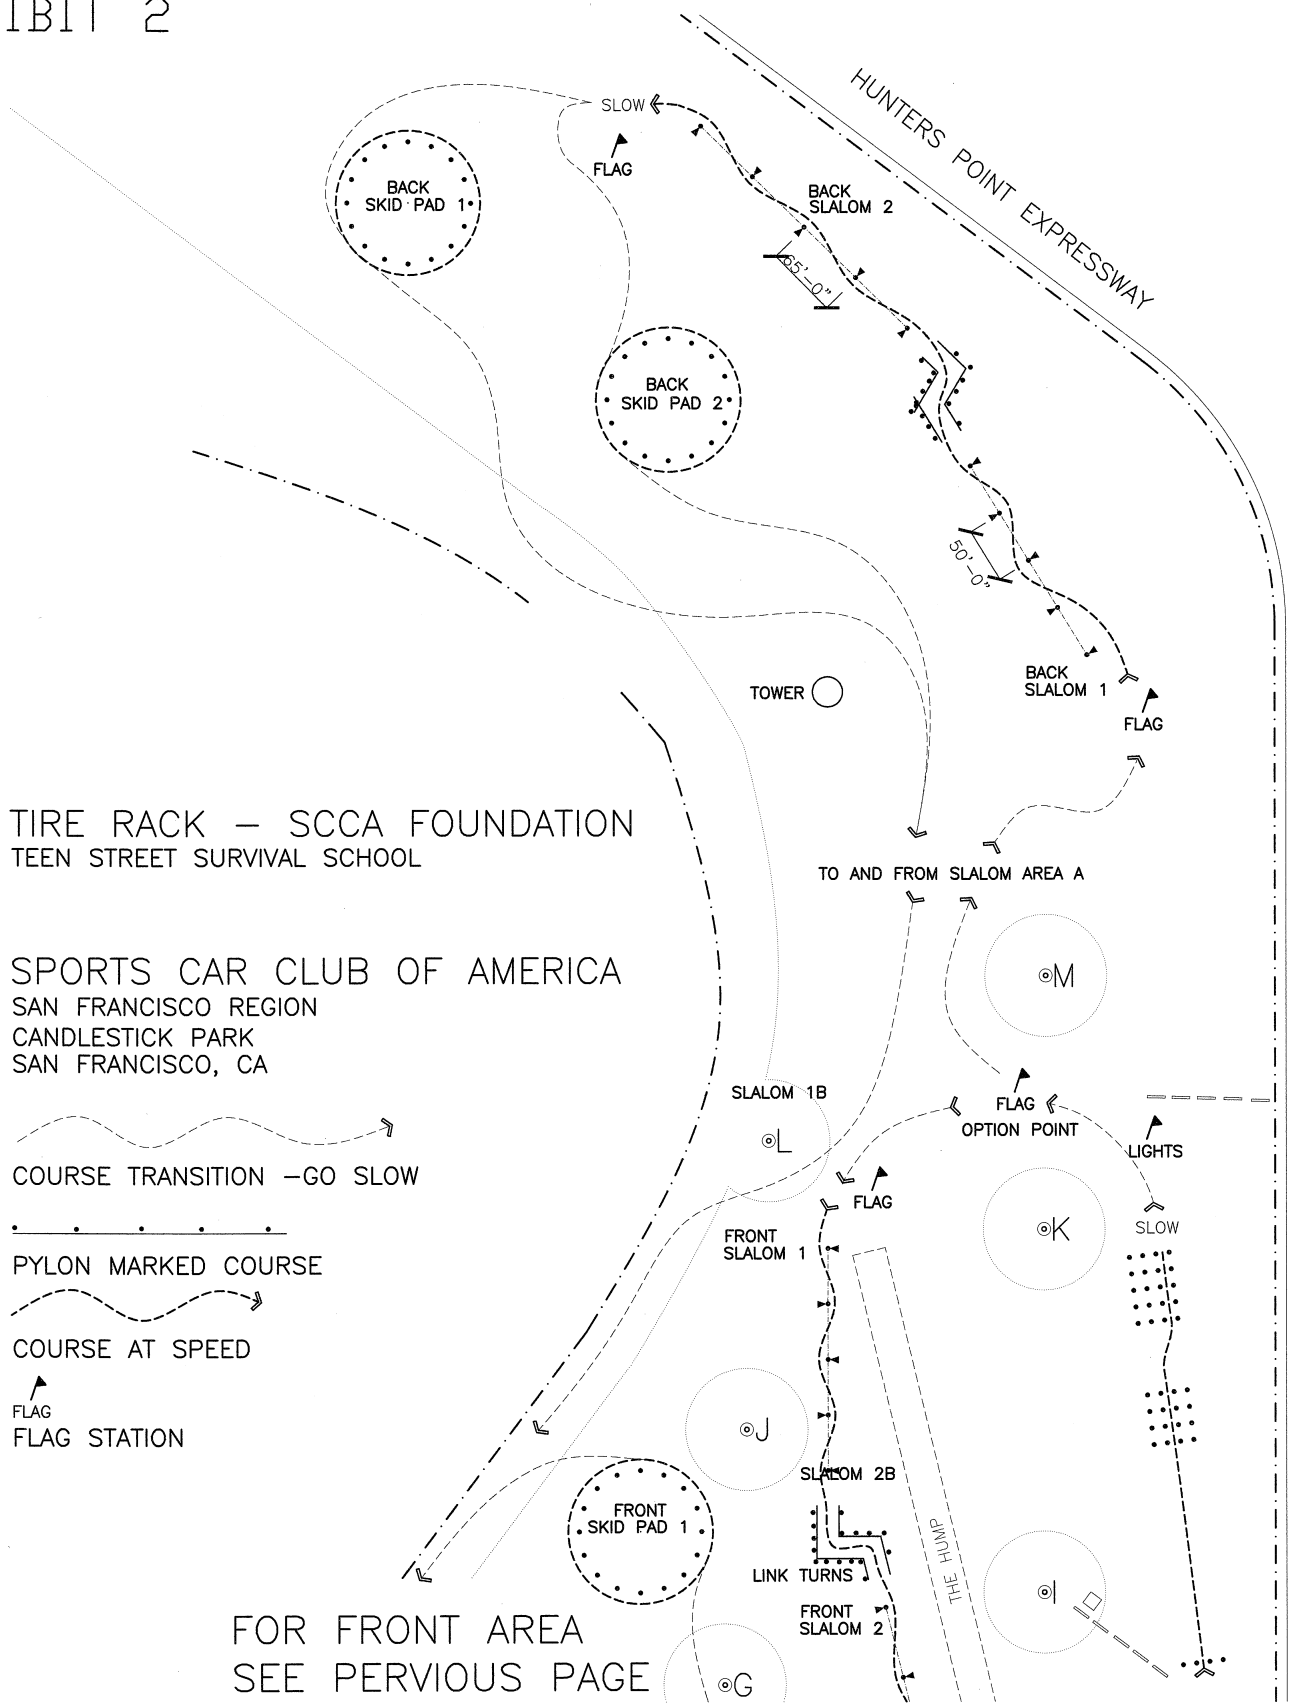 IBIT 2
HUNTERS POINT EXPRESSWAY
SLOW
FLAG
BACK
SKID PAD 1
BACK
SLALOM 2
65'-0"
BACK
SKID PAD 2
50'-0"
BACK
SLALOM 1
FLAG
TOWER
TIRE RACK – SCCA FOUNDATION
TEEN STREET SURVIVAL SCHOOL
TO AND FROM SLALOM AREA A
SPORTS CAR CLUB OF AMERICA
SAN FRANCISCO REGION
CANDLESTICK PARK
SAN FRANCISCO, CA
M
SLALOM 1B
L
FLAG
OPTION POINT
LIGHTS
COURSE TRANSITION –GO SLOW
FLAG
K
SLOW
FRONT
SLALOM 1
PYLON MARKED COURSE
COURSE AT SPEED
FLAG
FLAG STATION
J
SLALOM 2B
FRONT
SKID PAD 1
THE HUMP
LINK TURNS
I
FRONT
SLALOM 2
FOR FRONT AREA
SEE PERVIOUS PAGE
G